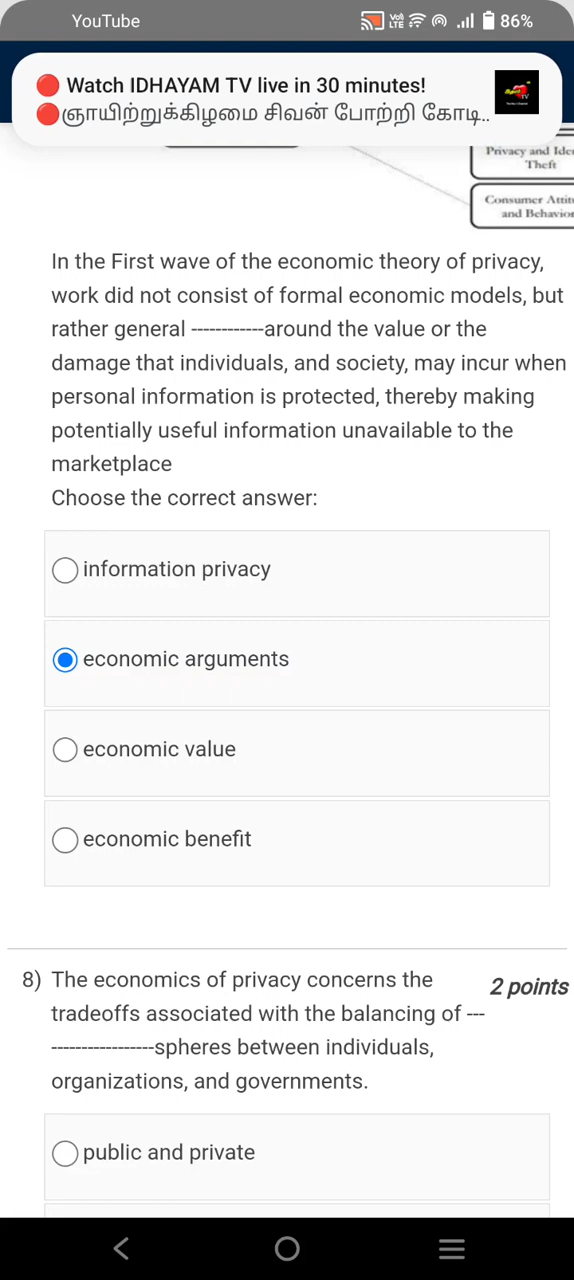 YouTube
Vo)) LTE 86%
🔴 Watch IDHAYAM TV live in 30 minutes!
🔴ஞாயிற்றுக்கிழமை சிவன் போற்றி கோடி..
Privacy and Iden
Theft
Consumer Attitu
and Behavior
In the First wave of the economic theory of privacy,
work did not consist of formal economic models, but
rather general ------------around the value or the
damage that individuals, and society, may incur when
personal information is protected, thereby making
potentially useful information unavailable to the
marketplace
Choose the correct answer:
information privacy
economic arguments
economic value
economic benefit
8) The economics of privacy concerns the
2 points
tradeoffs associated with the balancing of ---
-----------------spheres between individuals,
organizations, and governments.
public and private